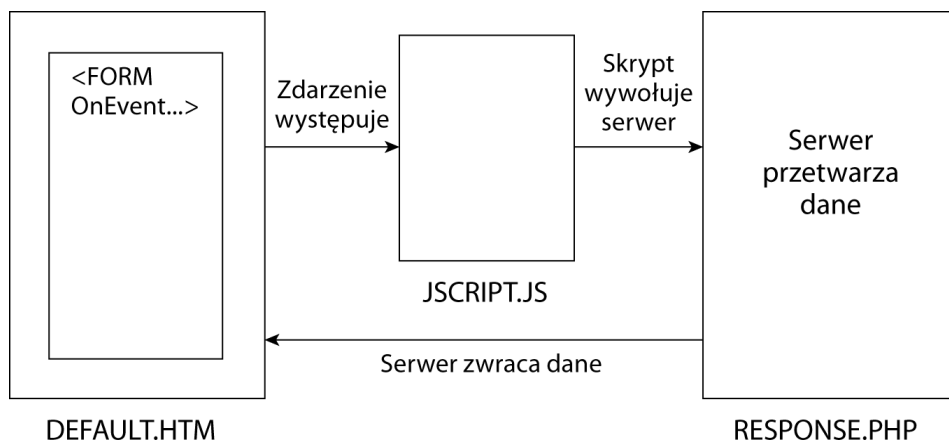 <FORM
OnEvent...>
Zdarzenie
występuje
Skrypt
wywołuje
serwer
Serwer
przetwarza
dane
JSCRIPT.JS
Serwer zwraca dane
DEFAULT.HTM
RESPONSE.PHP